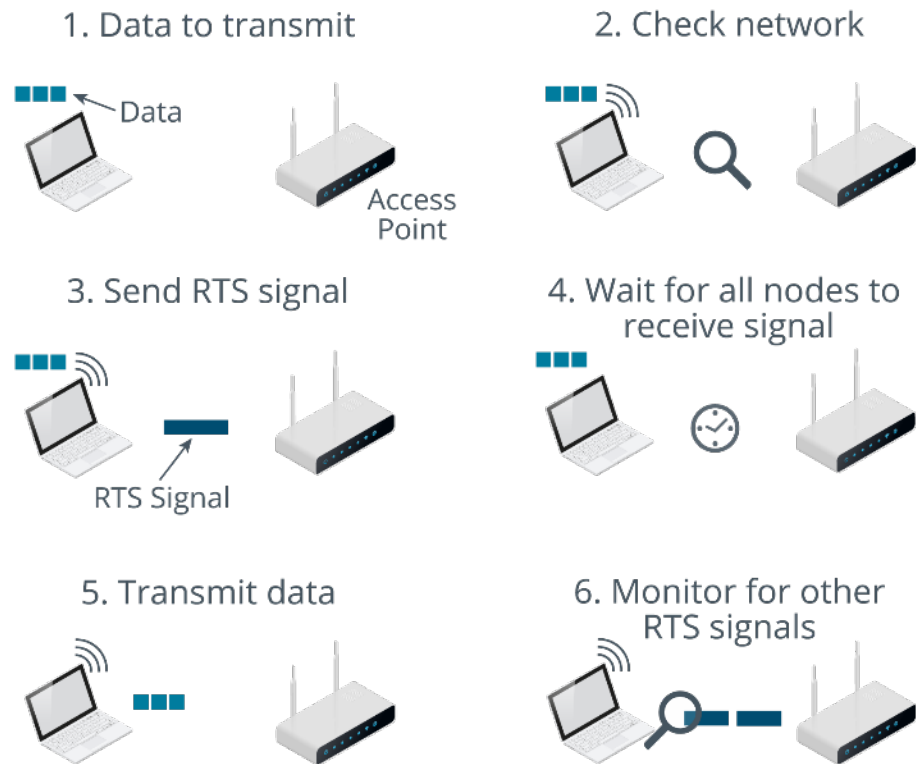 1. Data to transmit
2. Check network
Data
Access
Point
3. Send RTS signal
4. Wait for all nodes to
receive signal
RTS Signal
5. Transmit data
6. Monitor for other
RTS signals